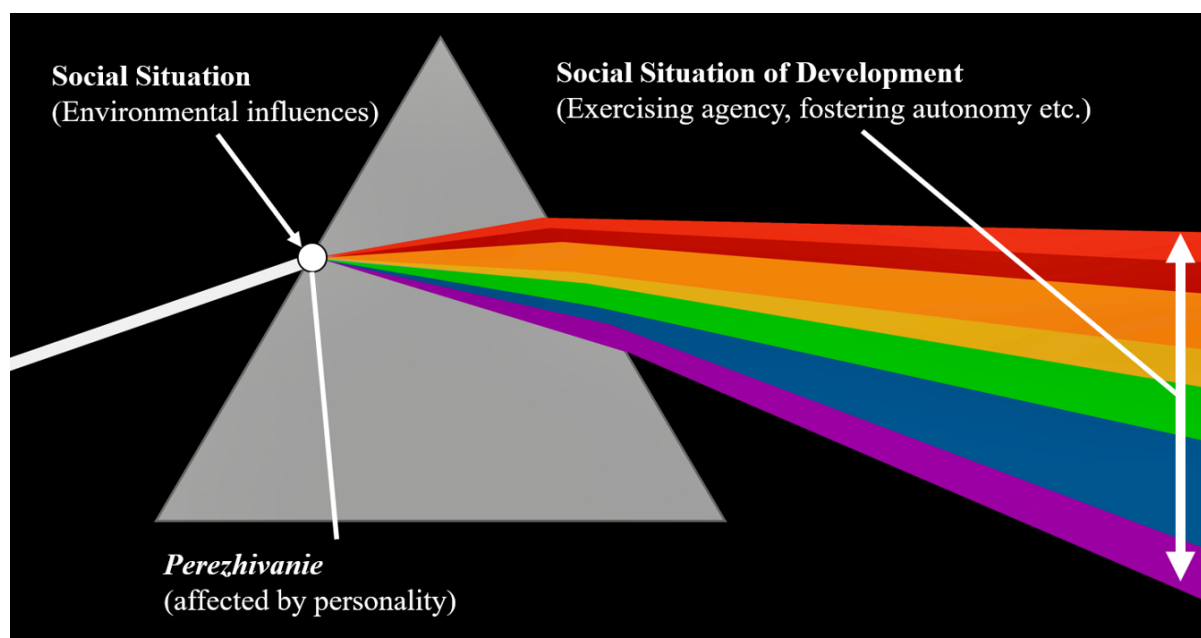 Social Situation
(Environmental influences)
Social Situation of Development
(Exercising agency, fostering autonomy etc.)
Perezhivanie
(affected by personality)